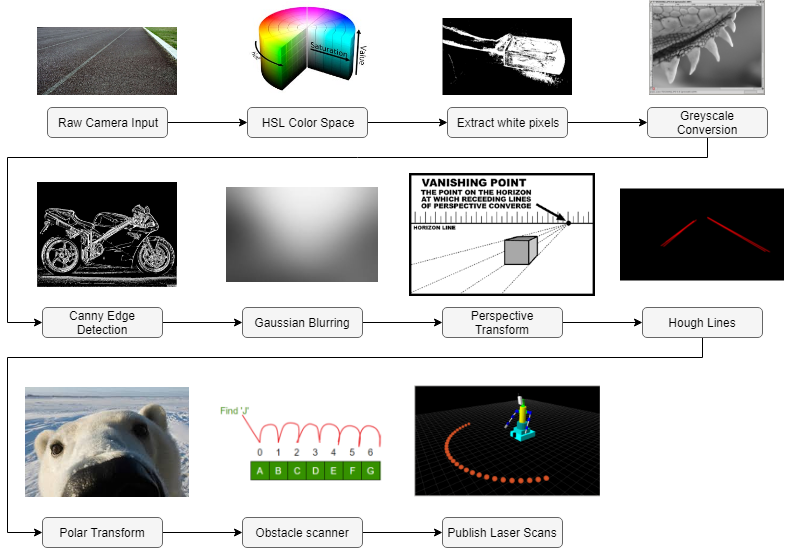 Saturation
Value
Raw Camera Input
HSL Color Space
Extract white pixels
Greyscale
Conversion
VANISHING POINT
THE POINT ON THE HORIZON
AT WHICH RECEEDING LINES
OF PERSPECTIVE CONVERGE
HORIZON LINE
Canny Edge
Detection
Gaussian Blurring
Perspective
Transform
Hough Lines
Find 'J'
0 1 2 3 4 5 6
A B C D E F G
Polar Transform
Obstacle scanner
Publish Laser Scans